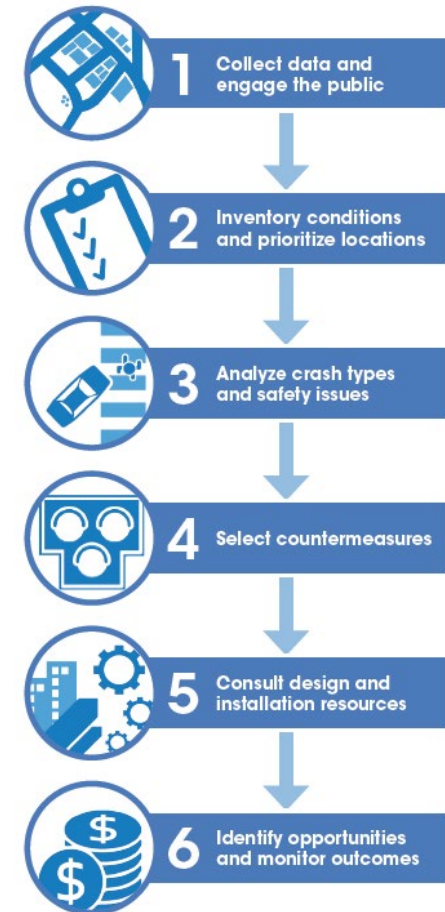 1
Collect data and
engage the public
2
Inventory conditions
and prioritize locations
3
Analyze crash types
and safety issues
4
Select countermeasures
5
Consult design and
installation resources
6
Identify opportunities
and monitor outcomes
$
$